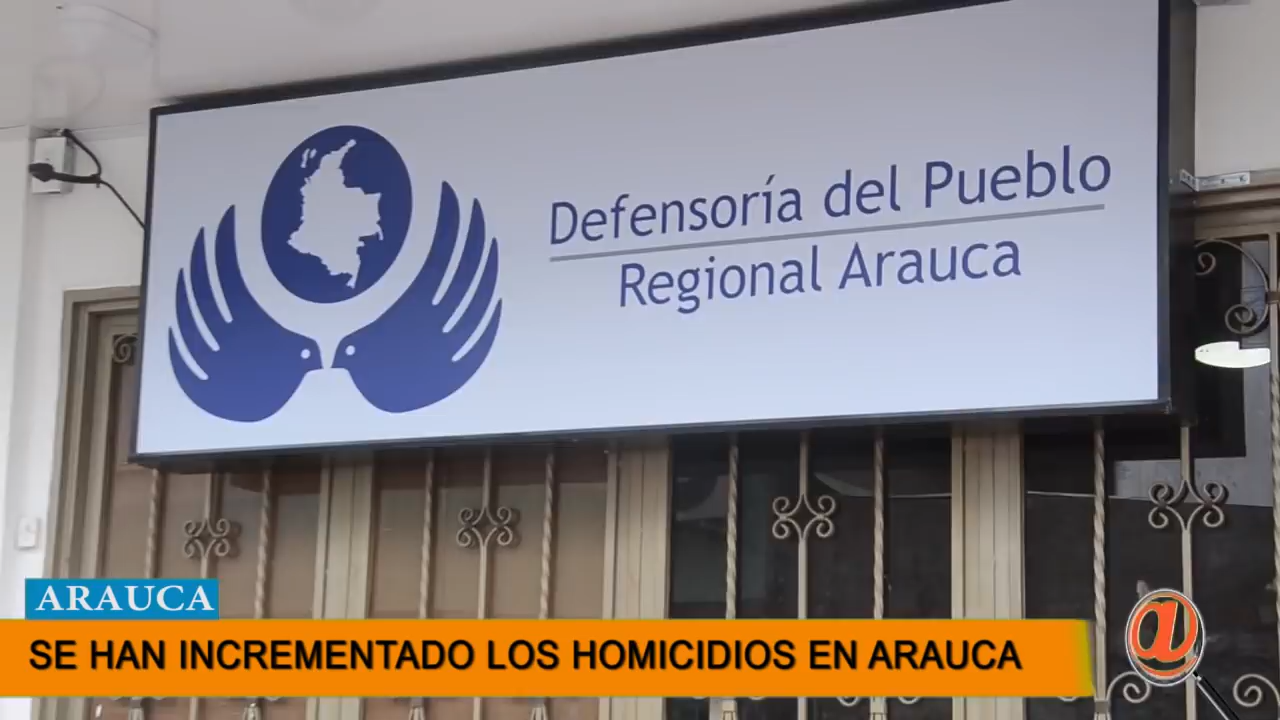 Defensoría del Pueblo
Regional Arauca
ARAUCA
SE HAN INCREMENTADO LOS HOMICIDIOS EN ARAUCA
@